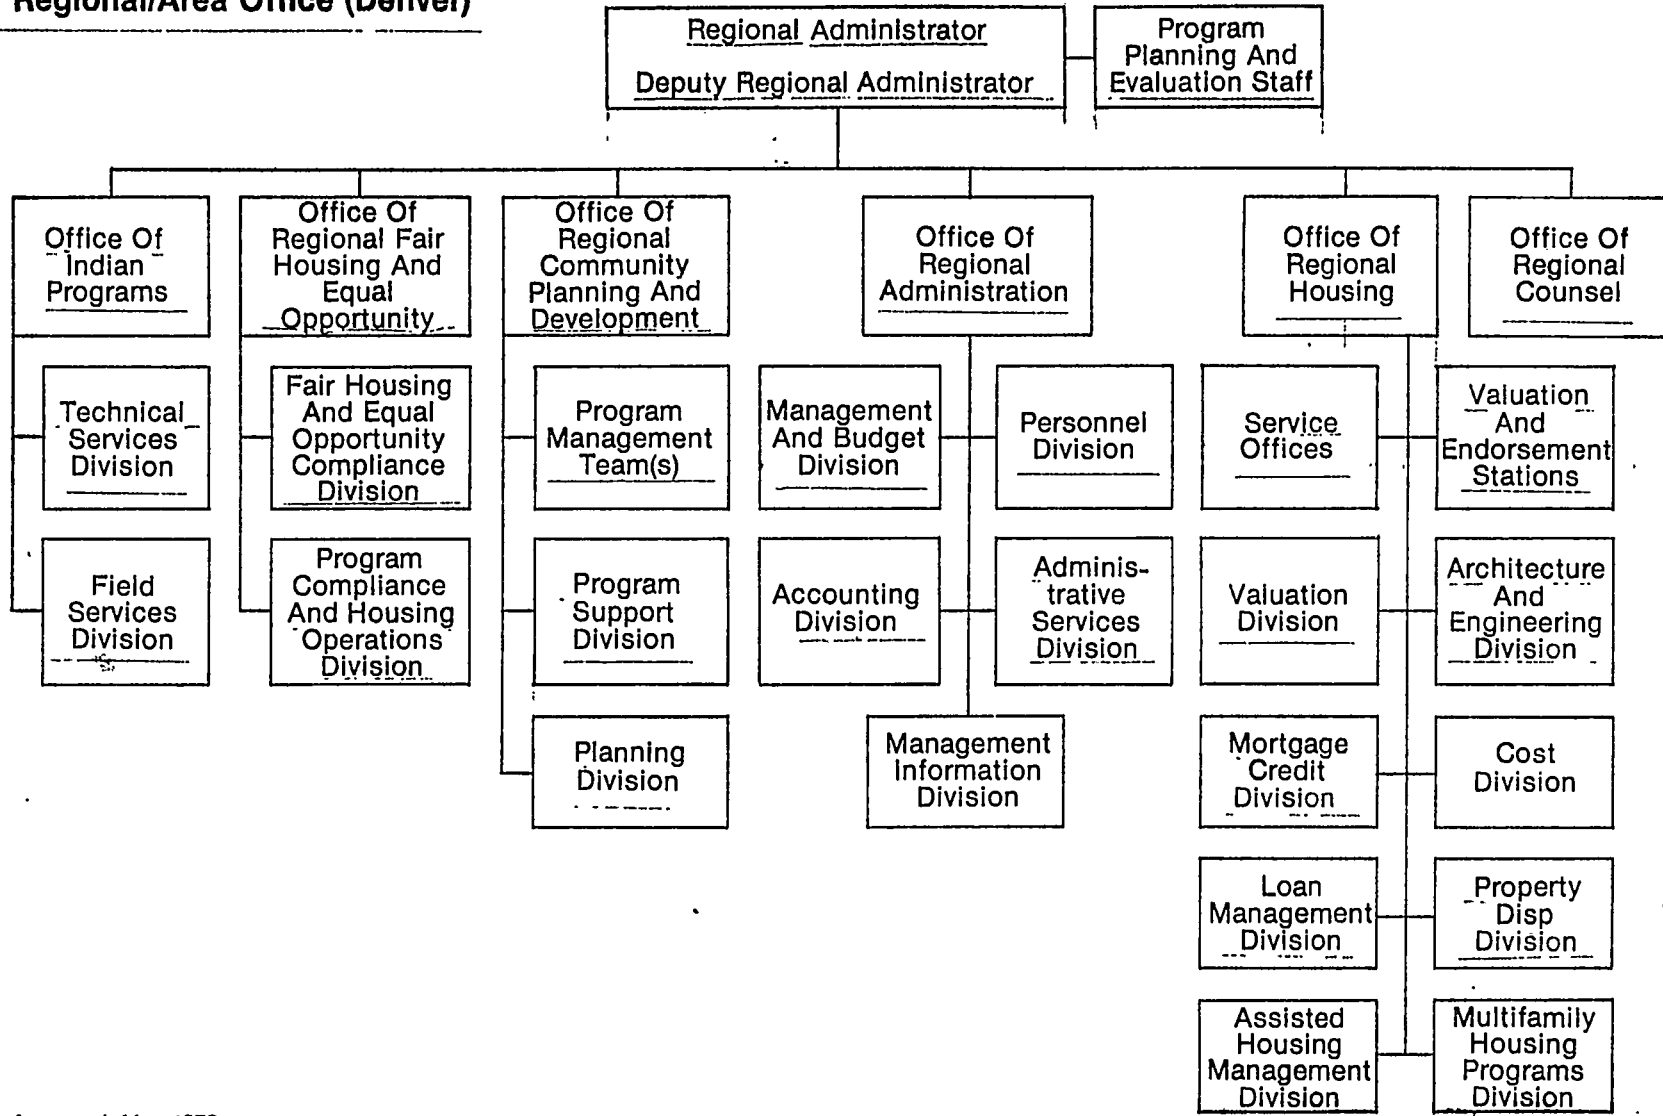 Regional/Area Office (Denver)
Regional Administrator
Deputy Regional Administrator
Program
Planning And
Evaluation Staff
Office Of
Indian
Programs
Office Of
Regional Fair
Housing And
Equal
Opportunity
Office Of
Regional
Community
Planning And
Development
Office Of
Regional
Administration
Office Of
Regional
Housing
Office Of
Regional
Counsel
Technical
Services
Division
Fair Housing
And Equal
Opportunity
Compliance
Division
Program
Management
Team(s)
Management
And Budget
Division
Personnel
Division
Service
Offices
Valuation
And
Endorsement
Stations
Field
Services
Division
Program
Compliance
And Housing
Operations
Division
Program
Support
Division
Accounting
Division
Adminis-
trative
Services
Division
Valuation
Division
Architecture
And
Engineering
Division
Planning
Division
Management
Information
Division
Mortgage
Credit
Division
Cost
Division
Loan
Management
Division
Property
Disp
Division
Assisted
Housing
Management
Division
Multifamily
Housing
Programs
Division